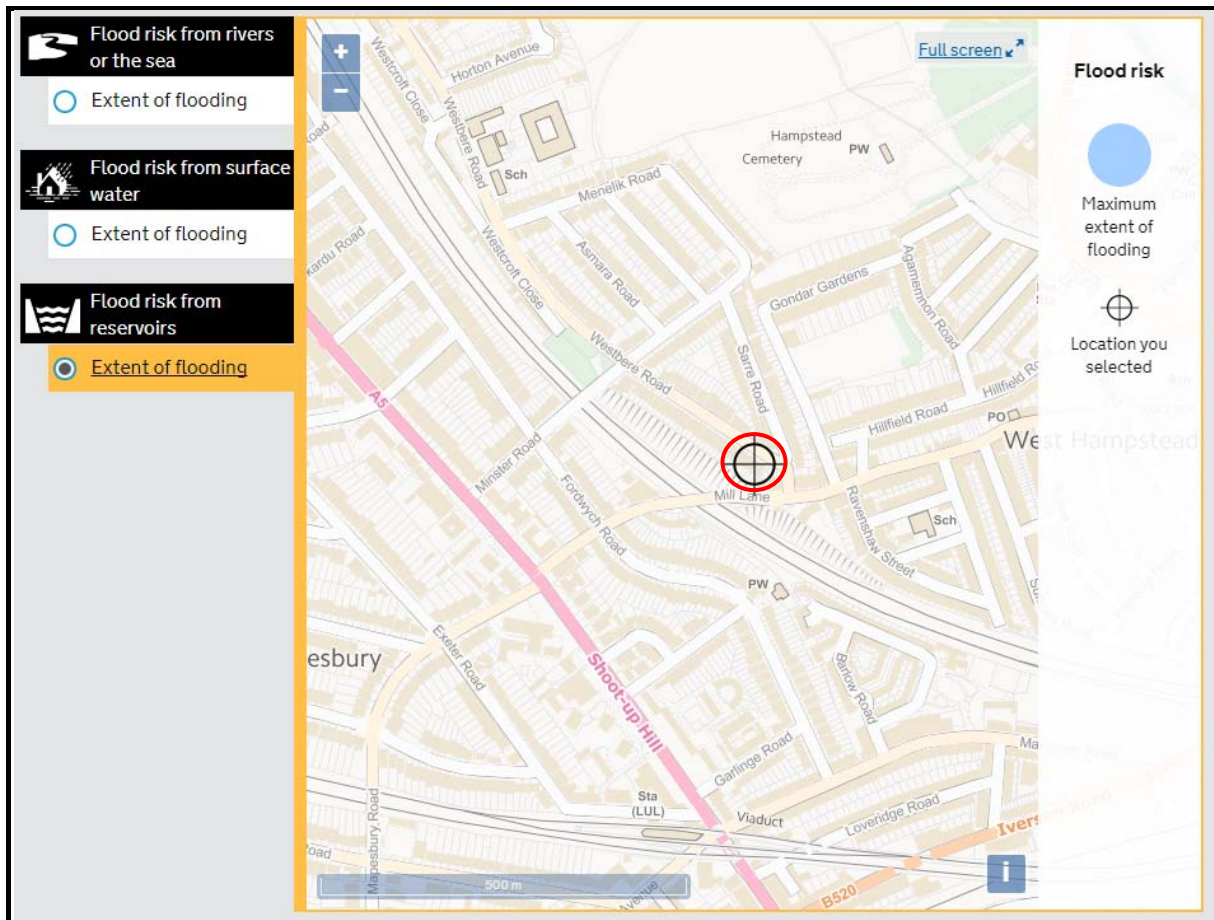 Flood risk from rivers
or the sea
Extent of flooding
Flood risk from surface
water
Extent of flooding
Flood risk from
reservoirs
Extent of flooding
+
−
Full screen
Horton Avenue
Westcroft Close
Westbere Road
Road
Sch
Hampstead
Cemetery
PW
Menelik Road
Westcroft Close
Asmara Road
Gondar Gardens
Agamemnon Road
Westbere Road
Sarre Road
Hillfield Road
Hillfield Ro
PO
West Hampstead
A5
Minster Road
Fordwych Road
Mill Lane
Ravenshaw Street
Sch
PW
esbury
Exeter Road
Shoot-up Hill
Barlow Road
Garlinge Road
Sta
(LUL)
Viaduct
Loveridge Road
Mapesbury Road
oad
Avenue
B520
500 m
i
Flood risk
Maximum
extent of
flooding
Location you
selected